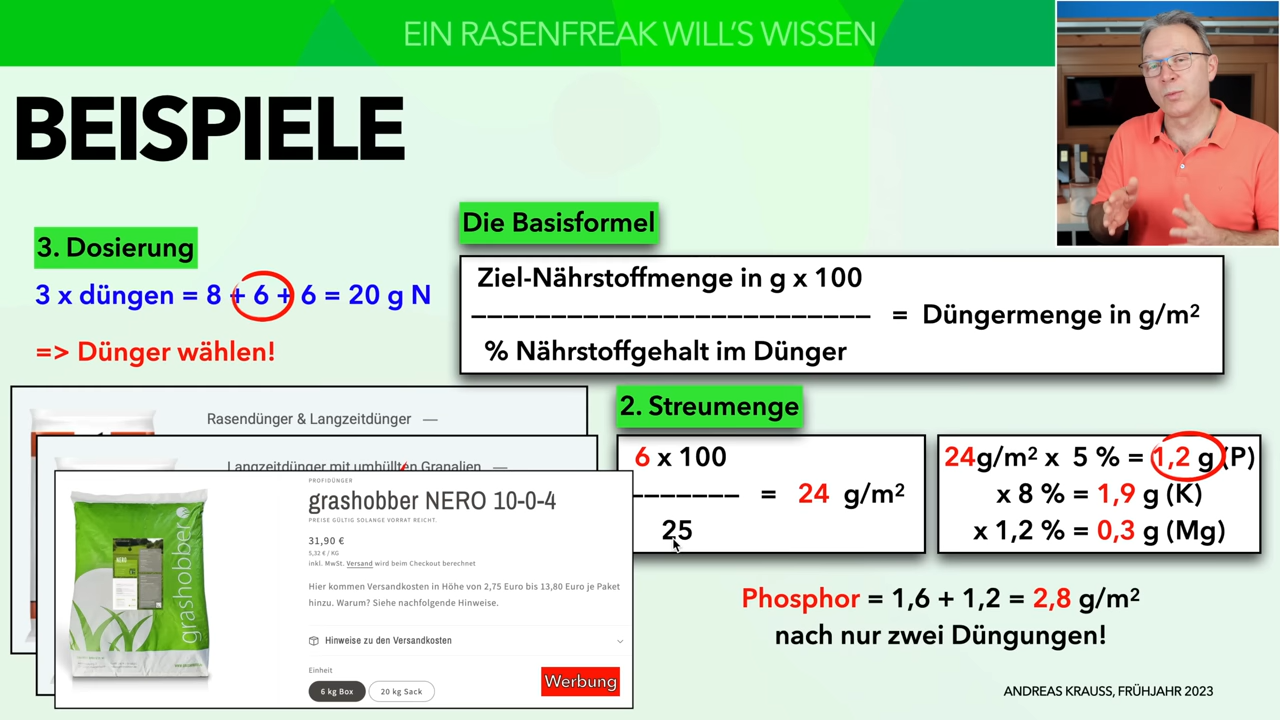 EIN RASENFREAK WILL'S WISSEN
BEISPIELE
3. Dosierung
3 x düngen = 8 + 6 + 6 = 20 g N
=> Dünger wählen!
Die Basisformel
Ziel-Nährstoffmenge in g x 100
––––––––––––––––––––––––– = Düngermenge in g/m²
% Nährstoffgehalt im Dünger
2. Streumenge
6 x 100
––––––– = 24 g/m²
25
24g/m² x 5 % = 1,2 g (P)
x 8 % = 1,9 g (K)
x 1,2 % = 0,3 g (Mg)
Phosphor = 1,6 + 1,2 = 2,8 g/m²
nach nur zwei Düngungen!
Rasendünger & Langzeitdünger —
Langzeitdünger mit umhüllten Granalien —
PROFIDÜNGER
grashobber NERO 10-0-4
PREISE GÜLTIG SOLANGE VORRAT REICHT.
31,90 €
5,32 € / KG
inkl. MwSt. Versand wird beim Checkout berechnet
Hier kommen Versandkosten in Höhe von 2,75 Euro bis 13,80 Euro je Paket
hinzu. Warum? Siehe nachfolgende Hinweise.
Hinweise zu den Versandkosten
Einheit
6 kg Box
20 kg Sack
Werbung
grashobber
NERO
ANDREAS KRAUSS, FRÜHJAHR 2023